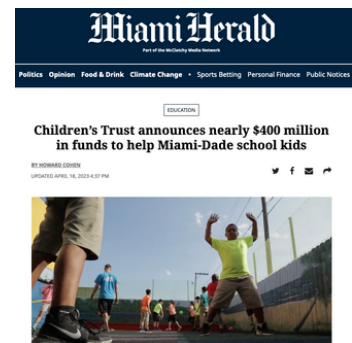 Miami Herald
Part of the McClatchy Media Network
Politics Opinion Food & Drink Climate Change • Sports Betting Personal Finance Public Notices
EDUCATION
Children’s Trust announces nearly $400 million
in funds to help Miami-Dade school kids
BY HOWARD COHEN
UPDATED APRIL 18, 2023 4:37 PM